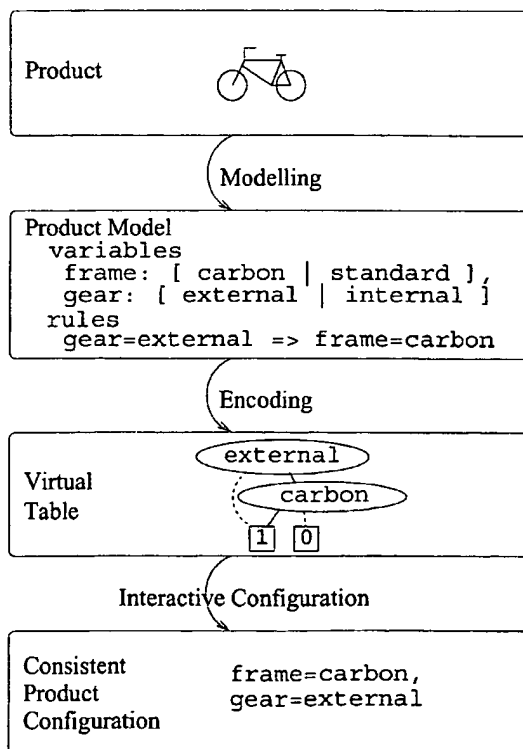 Product
Modelling
Product Model
variables
frame: [ carbon | standard ],
gear: [ external | internal ]
rules
gear=external => frame=carbon
Encoding
Virtual
Table
external
carbon
1 0
Interactive Configuration
Consistent
Product
Configuration
frame=carbon,
gear=external